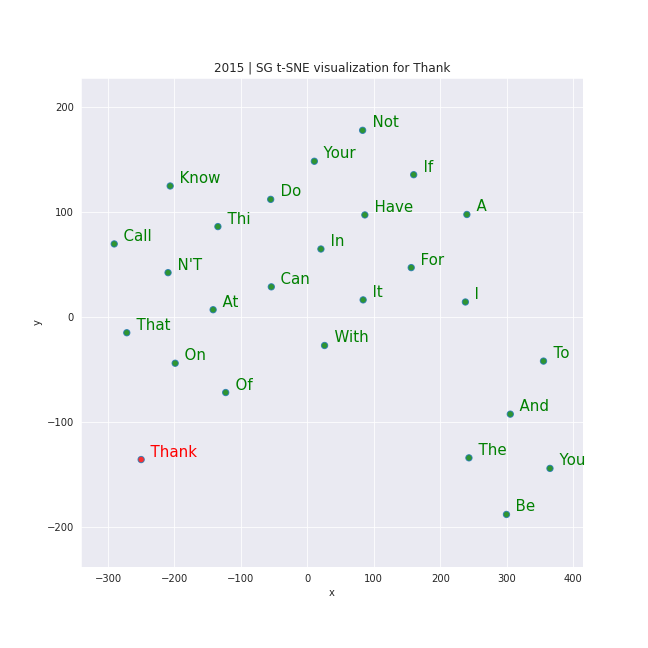 2015 | SG t-SNE visualization for Thank
200
Not
Your
If
Know
Do
Have
A
100
Thi
Call
In
N'T
For
Can
At
It
I
0
That
With
On
To
Of
And
−100
Thank
The
You
Be
−200
−300
−200
−100
0
100
200
300
400
x
y